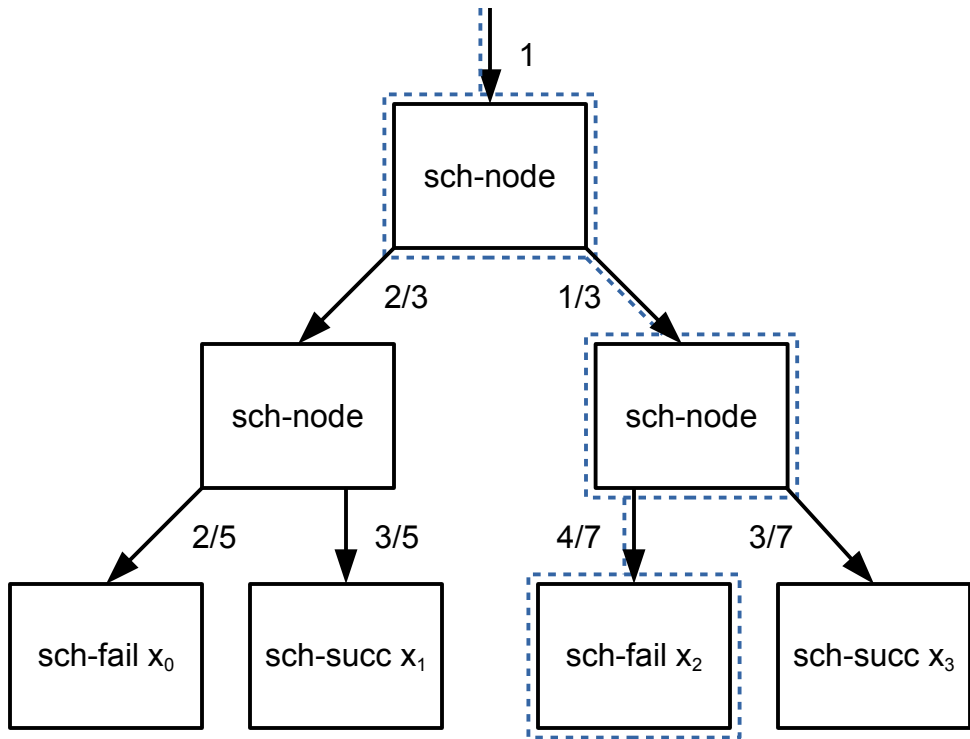 1
sch-node
2/3
1/3
sch-node
sch-node
2/5
3/5
4/7
3/7
sch-fail x₀
sch-succ x₁
sch-fail x₂
sch-succ x₃